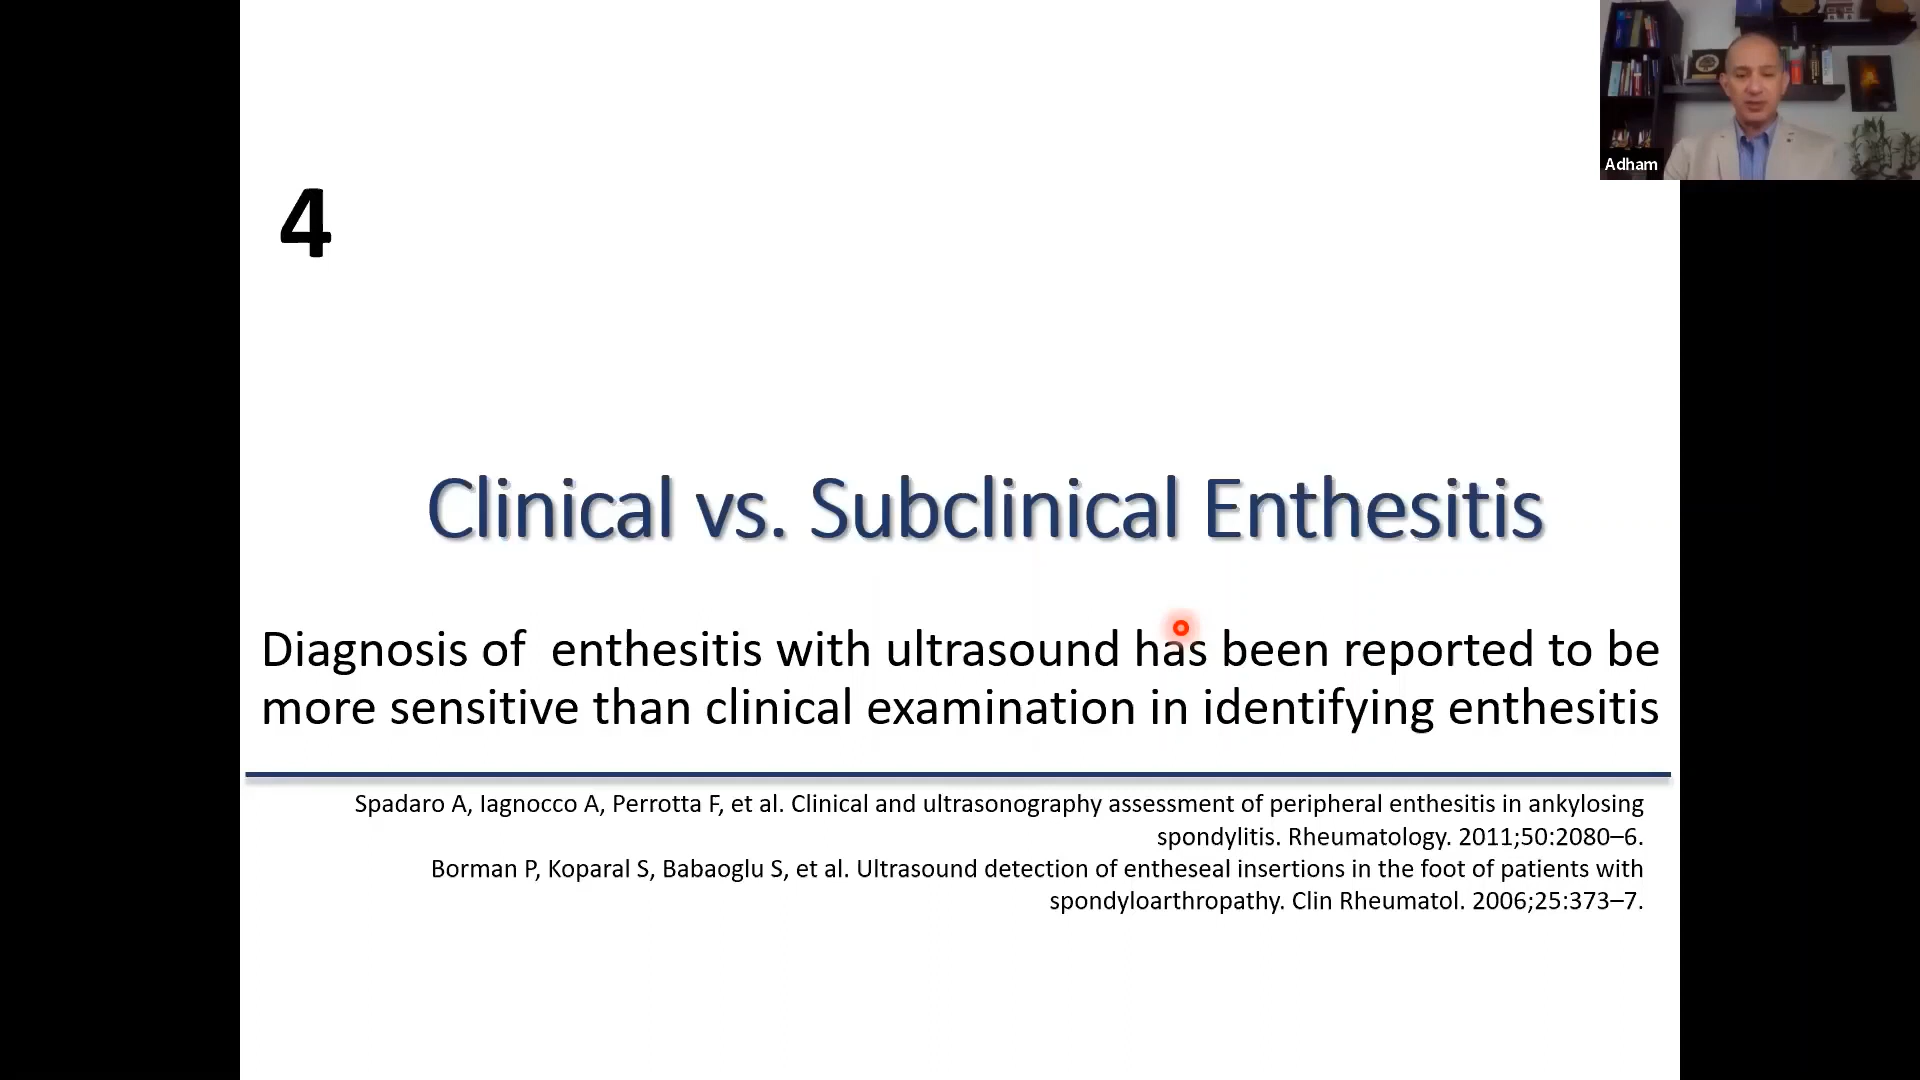 Adham
4
Clinical vs. Subclinical Enthesitis
Diagnosis of  enthesitis with ultrasound has been reported to be
more sensitive than clinical examination in identifying enthesitis
Spadaro A, Iagnocco A, Perrotta F, et al. Clinical and ultrasonography assessment of peripheral enthesitis in ankylosing
spondylitis. Rheumatology. 2011;50:2080–6.
Borman P, Koparal S, Babaoglu S, et al. Ultrasound detection of entheseal insertions in the foot of patients with
spondyloarthropathy. Clin Rheumatol. 2006;25:373–7.